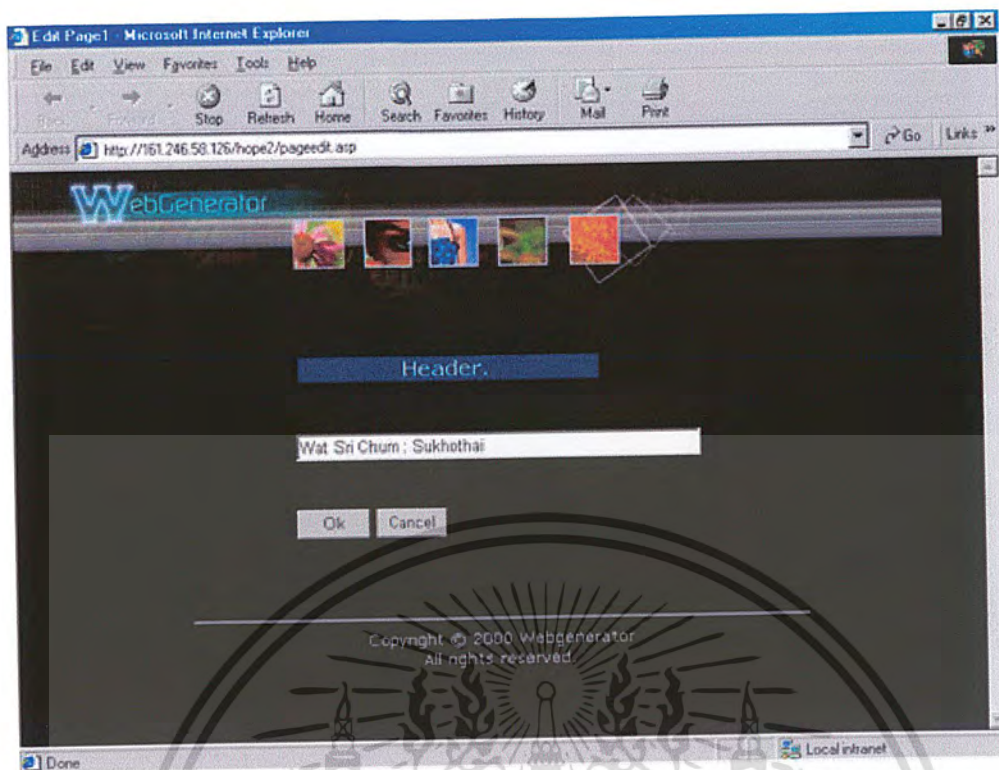 Edit Page1 - Microsoft Internet Explorer
File Edit View Favorites Tools Help
Back Forward Stop Refresh Home Search Favorites History Mail Print
Address http://161.246.58.126/hope2/pageedit.asp Go Links »
WebGenerator
Header.
Wat Sri Chum : Sukhothai
Ok Cancel
Copyright © 2000 Webgenerator
All rights reserved.
Done Local intranet